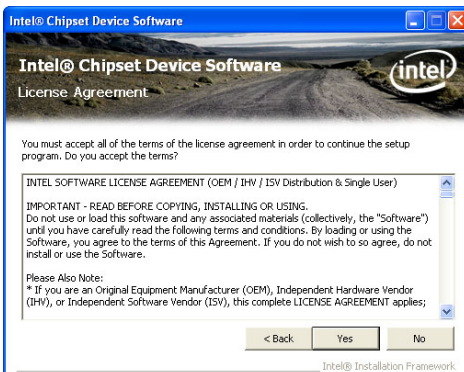 Intel® Chipset Device Software
Intel® Chipset Device Software
intel
License Agreement
You must accept all of the terms of the license agreement in order to continue the setup
program. Do you accept the terms?
INTEL SOFTWARE LICENSE AGREEMENT (OEM / IHV / ISV Distribution & Single User)
IMPORTANT - READ BEFORE COPYING, INSTALLING OR USING.
Do not use or load this software and any associated materials (collectively, the "Software")
until you have carefully read the following terms and conditions. By loading or using the
Software, you agree to the terms of this Agreement. If you do not wish to so agree, do not
install or use the Software.
Please Also Note:
* If you are an Original Equipment Manufacturer (OEM), Independent Hardware Vendor
(IHV), or Independent Software Vendor (ISV), this complete LICENSE AGREEMENT applies;
< Back Yes No
Intel® Installation Framework